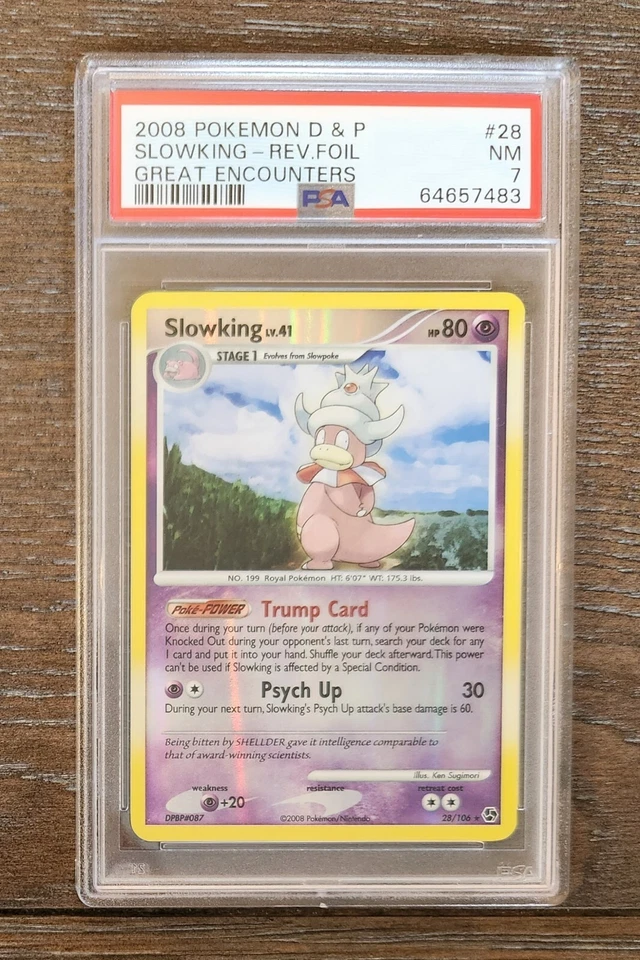 2008 POKEMON D & P #28
SLOWKING - REV.FOIL NM
GREAT ENCOUNTERS 7
PSA 64657483
Slowking LV.41 HP 80
STAGE 1 Evolves from Slowpoke
NO. 199 Royal Pokémon HT: 6'07" WT: 175.3 lbs.
Poké-POWER Trump Card
Once during your turn (before your attack), if any of your Pokémon were
Knocked Out during your opponent's last turn, search your deck for any
1 card and put it into your hand. Shuffle your deck afterward. This power
can't be used if Slowking is affected by a Special Condition.
Psych Up 30
During your next turn, Slowking's Psych Up attack's base damage is 60.
Being bitten by SHELLDER gave it intelligence comparable to
that of award-winning scientists.
Illus. Ken Sugimori
weakness resistance retreat cost
+20
DPBP#087 ©2008 Pokémon/Nintendo. 28/106 ★